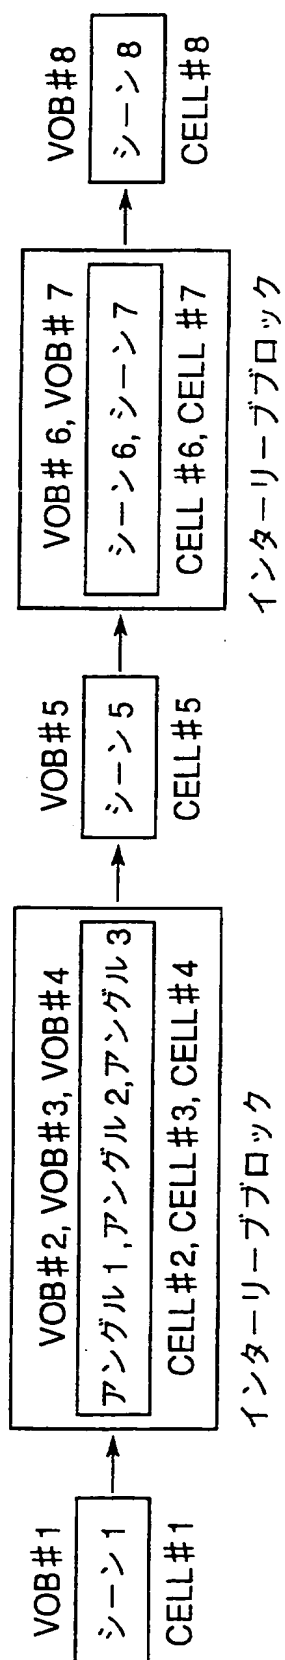 VOB#1
シーン1
CELL#1
VOB#2, VOB#3, VOB#4
アングル1,アングル2,アングル3
CELL#2, CELL#3, CELL#4
インターリーブブロック
VOB#5
シーン5
CELL#5
VOB# 6, VOB# 7
シーン6, シーン7
CELL #6, CELL #7
インターリーブブロック
VOB#8
シーン8
CELL#8